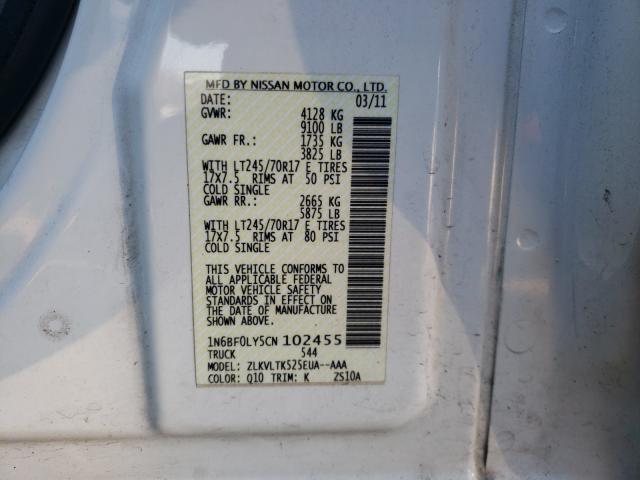 MFD BY NISSAN MOTOR CO., LTD.
DATE: 03/11
GVWR: 4128 KG
9100 LB
GAWR FR.: 1735 KG
3825 LB
WITH LT245/70R17 E TIRES
17X7.5 RIMS AT 50 PSI
COLD SINGLE
GAWR RR.: 2665 KG
5875 LB
WITH LT245/70R17 E TIRES
17X7.5 RIMS AT 80 PSI
COLD SINGLE
THIS VEHICLE CONFORMS TO
ALL APPLICABLE FEDERAL
MOTOR VEHICLE SAFETY
STANDARDS IN EFFECT ON
THE DATE OF MANUFACTURE
SHOWN ABOVE.
1N6BF0LY5CN 102455
TRUCK 544
MODEL: ZLKVLTK525EUA--AAA
COLOR: Q10 TRIM: K ZS10A